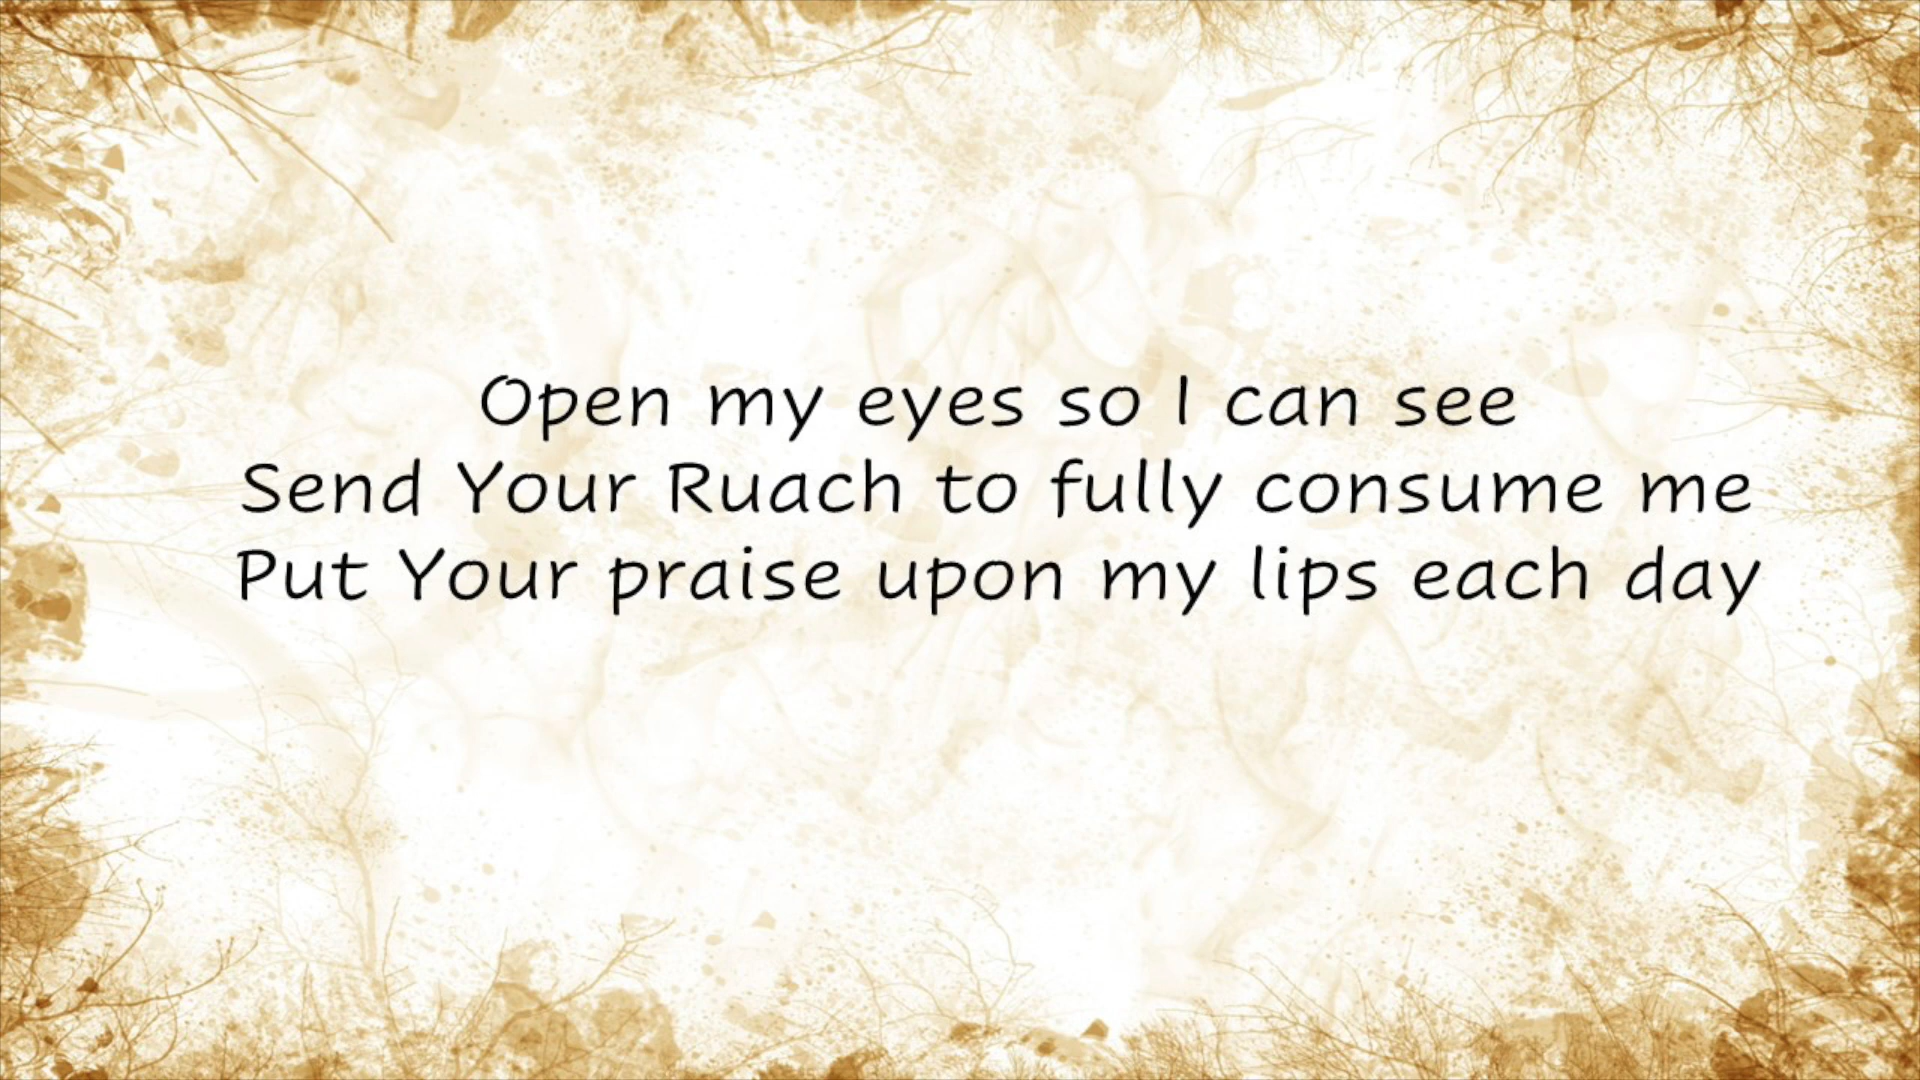 Open my eyes so I can see
Send Your Ruach to fully consume me
Put Your praise upon my lips each day